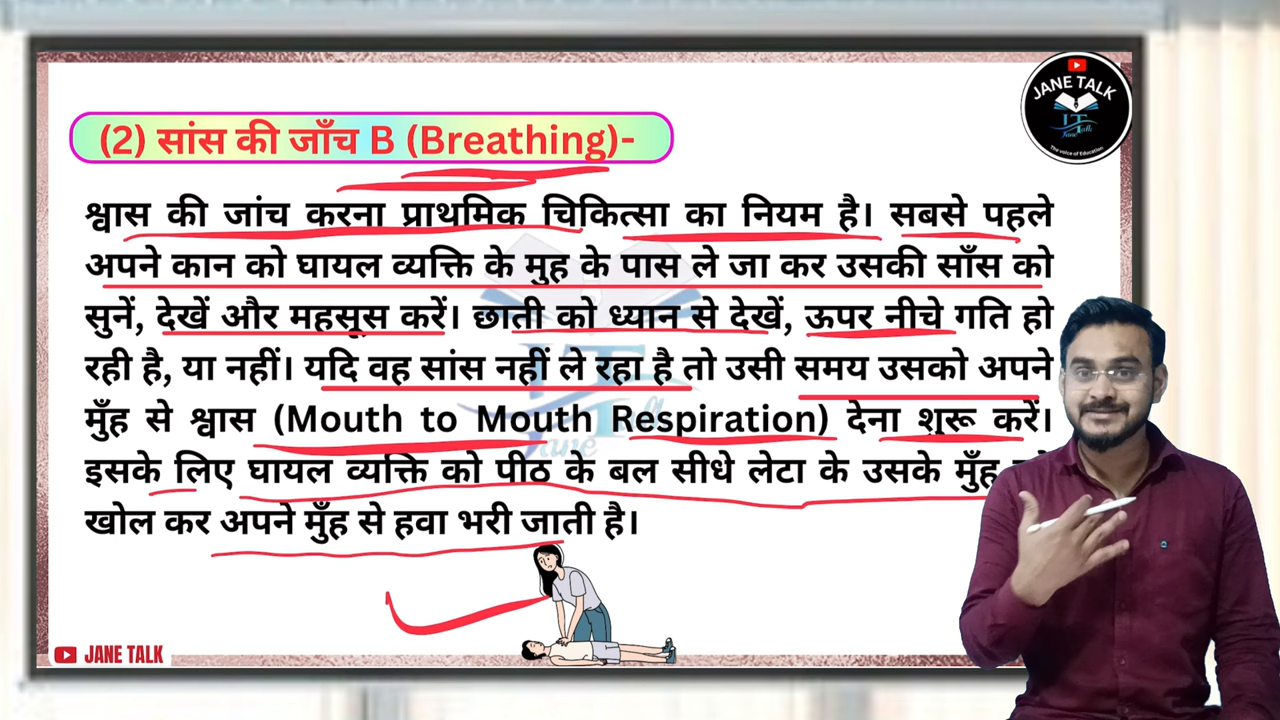 JANE TALK
The voice of Education
(2) सांस की जाँच B (Breathing)-
श्वास की जांच करना प्राथमिक चिकित्सा का नियम है। सबसे पहले
अपने कान को घायल व्यक्ति के मुह के पास ले जा कर उसकी साँस को
सुनें, देखें और महसूस करें। छाती को ध्यान से देखें, ऊपर नीचे गति हो
रही है, या नहीं। यदि वह सांस नहीं ले रहा है तो उसी समय उसको अपने
मुँह से श्वास (Mouth to Mouth Respiration) देना शुरू करें।
इसके लिए घायल व्यक्ति को पीठ के बल सीधे लेटा के उसके मुँह
खोल कर अपने मुँह से हवा भरी जाती है।
JANE TALK